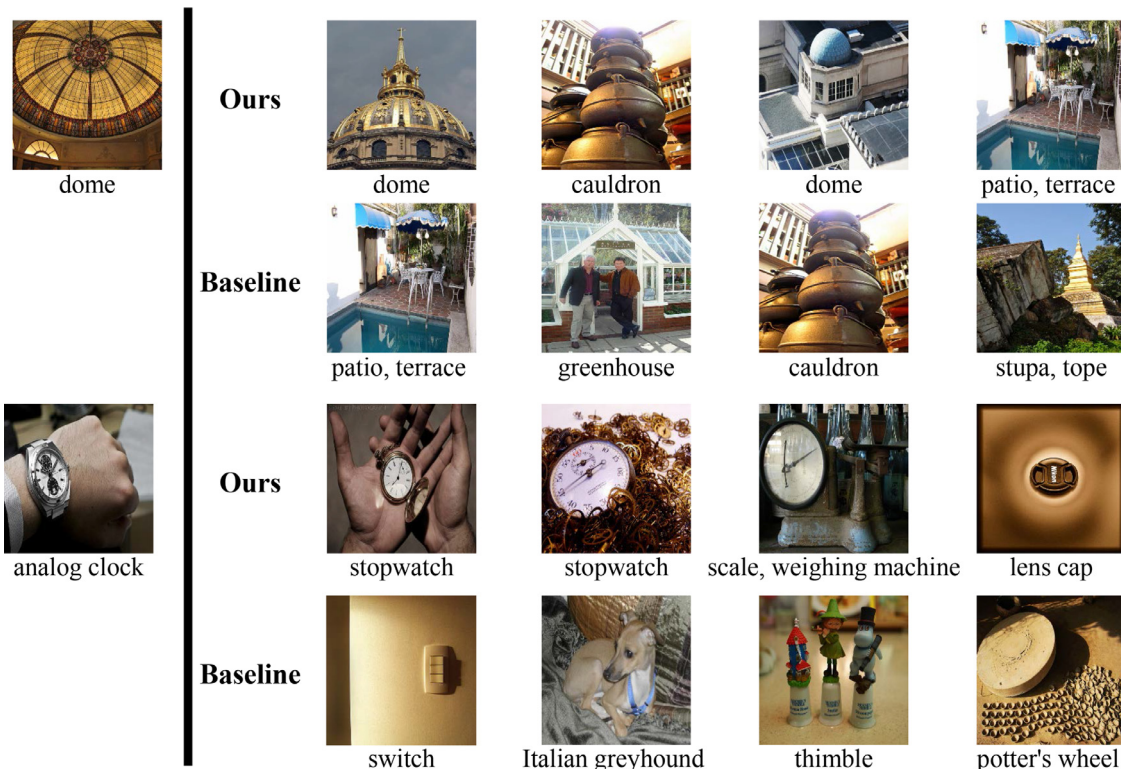 Ours
dome
dome
cauldron
dome
patio, terrace
Baseline
patio, terrace
greenhouse
cauldron
stupa, tope
Ours
analog clock
stopwatch
stopwatch
scale, weighing machine
lens cap
Baseline
switch
Italian greyhound
thimble
potter's wheel